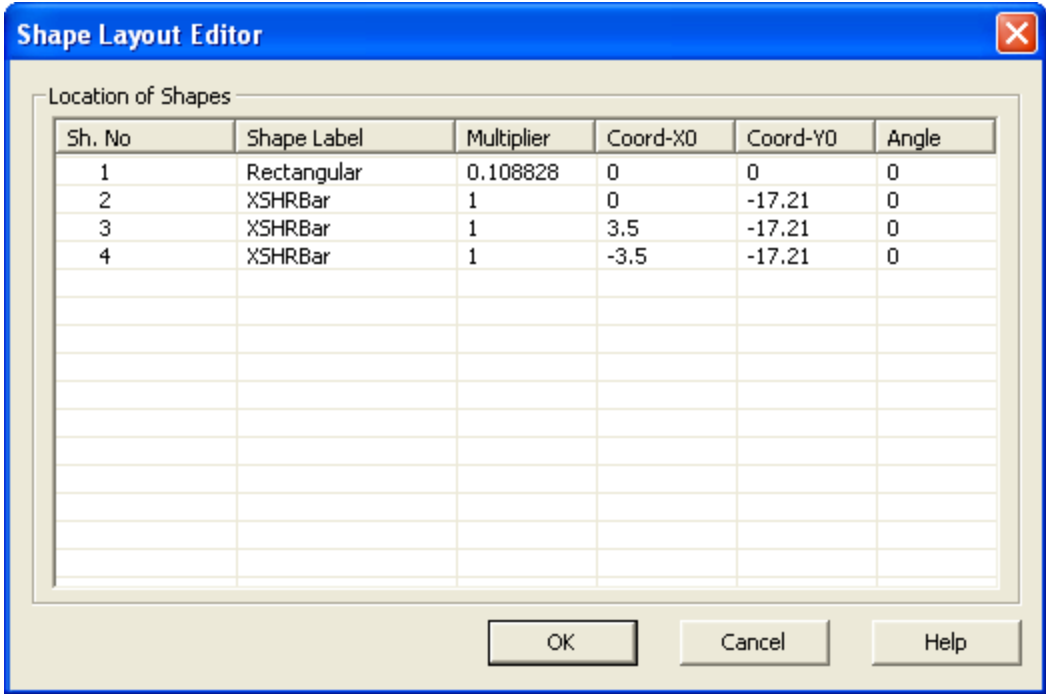 Shape Layout Editor
Location of Shapes
Sh. No Shape Label Multiplier Coord-X0 Coord-Y0 Angle
1 Rectangular 0.108828 0 0 0
2 XSHRBar 1 0 -17.21 0
3 XSHRBar 1 3.5 -17.21 0
4 XSHRBar 1 -3.5 -17.21 0
OK Cancel Help